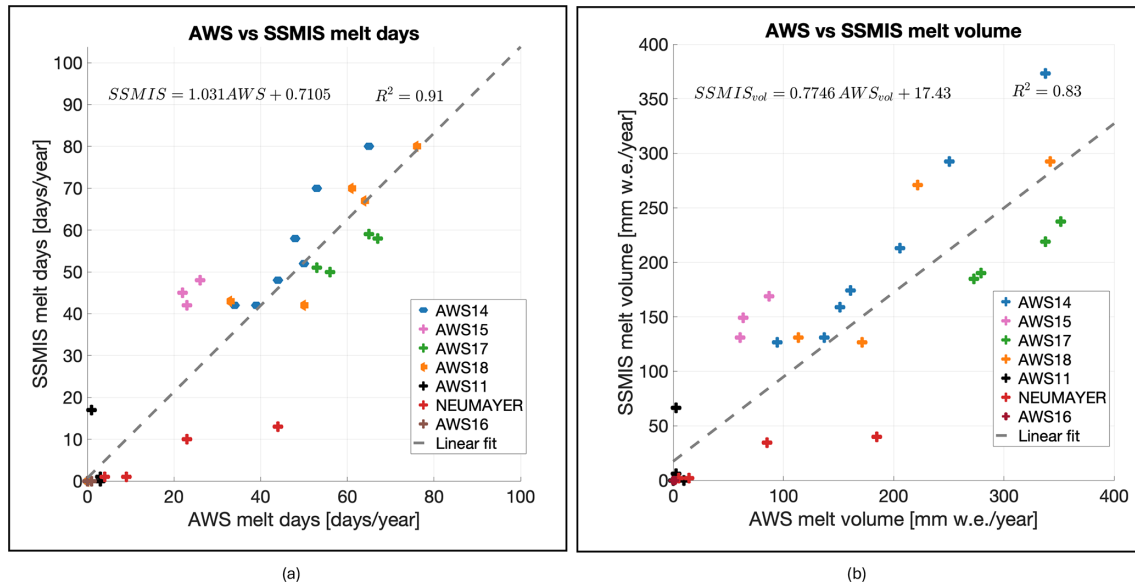 AWS vs SSMIS melt days
SSMIS = 1.031AWS + 0.7105
R² = 0.91
SSMIS melt days [days/year]
100
90
80
70
60
50
40
30
20
10
0
0 20 40 60 80 100
AWS melt days [days/year]
AWS14
AWS15
AWS17
AWS18
AWS11
NEUMAYER
AWS16
Linear fit
(a)
AWS vs SSMIS melt volume
SSMISvol = 0.7746 AWSvol + 17.43
R² = 0.83
SSMIS melt volume [mm w.e./year]
400
350
300
250
200
150
100
50
0
0 100 200 300 400
AWS melt volume [mm w.e./year]
AWS14
AWS15
AWS17
AWS18
AWS11
NEUMAYER
AWS16
Linear fit
(b)